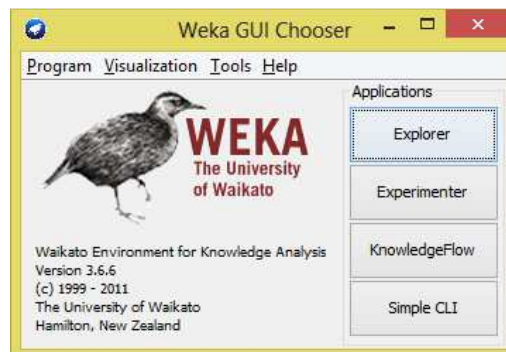 Weka GUI Chooser
Program Visualization Tools Help
Applications
WEKA
The University
of Waikato
Explorer
Experimenter
KnowledgeFlow
Simple CLI
Waikato Environment for Knowledge Analysis
Version 3.6.6
(c) 1999 - 2011
The University of Waikato
Hamilton, New Zealand